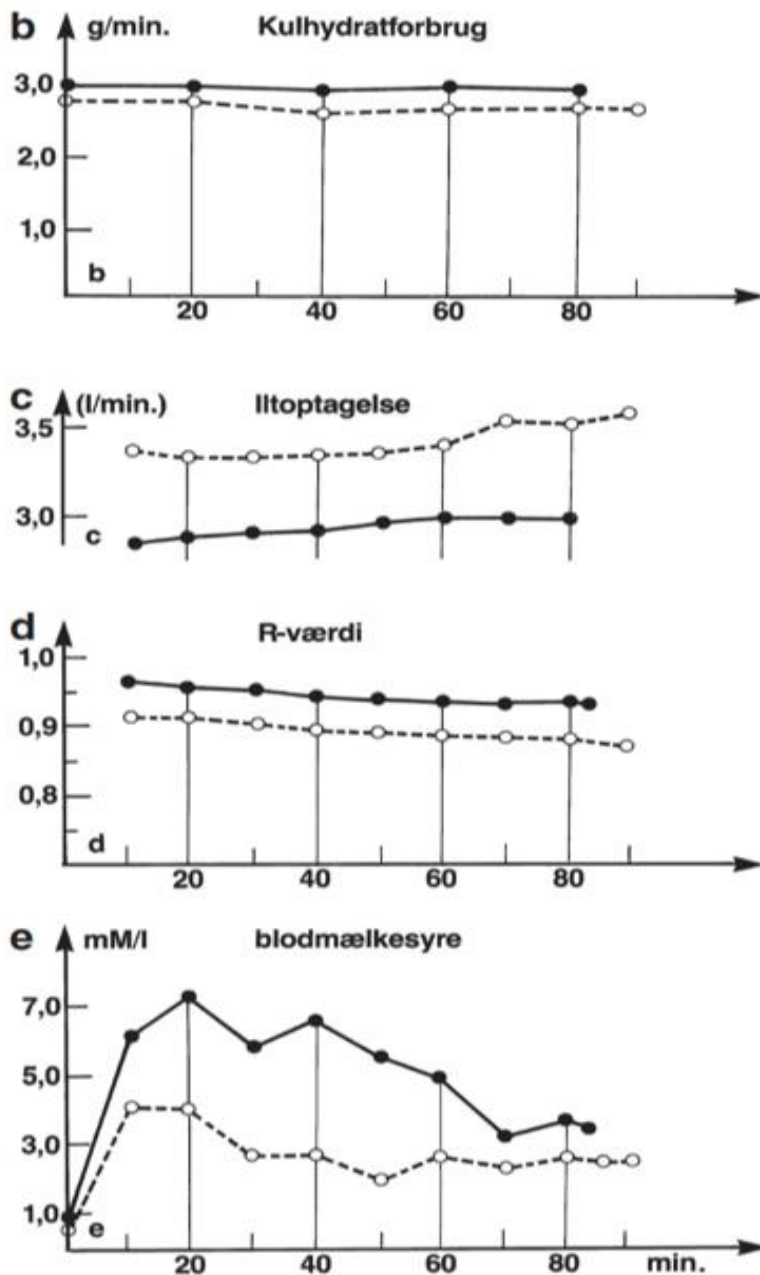 b g/min. Kulhydratforbrug
3,0
2,0
1,0
b
20 40 60 80
c (l/min.) Iltoptagelse
3,5
3,0
c
d R-værdi
1,0
0,9
0,8
d
20 40 60 80
e mM/l blodmælkesyre
7,0
5,0
3,0
1,0
e
20 40 60 80 min.